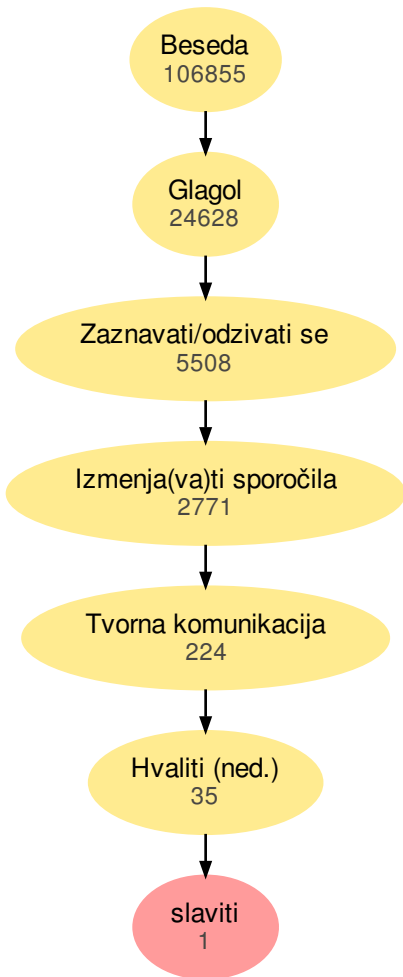 Beseda
106855
Glagol
24628
Zaznavati/odzivati se
5508
Izmenja(va)ti sporočila
2771
Tvorna komunikacija
224
Hvaliti (ned.)
35
slaviti
1